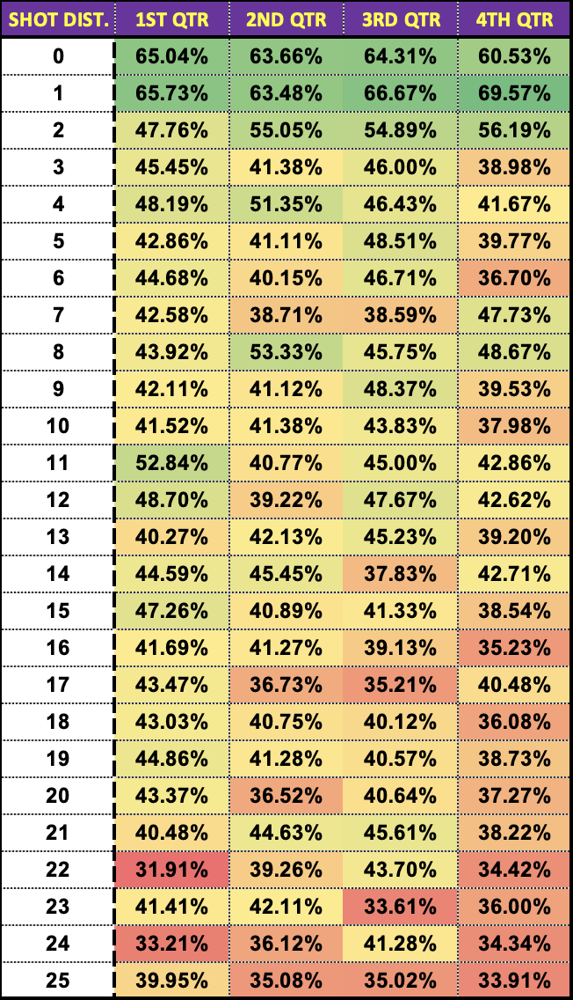 SHOT DIST. 1ST QTR 2ND QTR 3RD QTR 4TH QTR
0 65.04% 63.66% 64.31% 60.53%
1 65.73% 63.48% 66.67% 69.57%
2 47.76% 55.05% 54.89% 56.19%
3 45.45% 41.38% 46.00% 38.98%
4 48.19% 51.35% 46.43% 41.67%
5 42.86% 41.11% 48.51% 39.77%
6 44.68% 40.15% 46.71% 36.70%
7 42.58% 38.71% 38.59% 47.73%
8 43.92% 53.33% 45.75% 48.67%
9 42.11% 41.12% 48.37% 39.53%
10 41.52% 41.38% 43.83% 37.98%
11 52.84% 40.77% 45.00% 42.86%
12 48.70% 39.22% 47.67% 42.62%
13 40.27% 42.13% 45.23% 39.20%
14 44.59% 45.45% 37.83% 42.71%
15 47.26% 40.89% 41.33% 38.54%
16 41.69% 41.27% 39.13% 35.23%
17 43.47% 36.73% 35.21% 40.48%
18 43.03% 40.75% 40.12% 36.08%
19 44.86% 41.28% 40.57% 38.73%
20 43.37% 36.52% 40.64% 37.27%
21 40.48% 44.63% 45.61% 38.22%
22 31.91% 39.26% 43.70% 34.42%
23 41.41% 42.11% 33.61% 36.00%
24 33.21% 36.12% 41.28% 34.34%
25 39.95% 35.08% 35.02% 33.91%